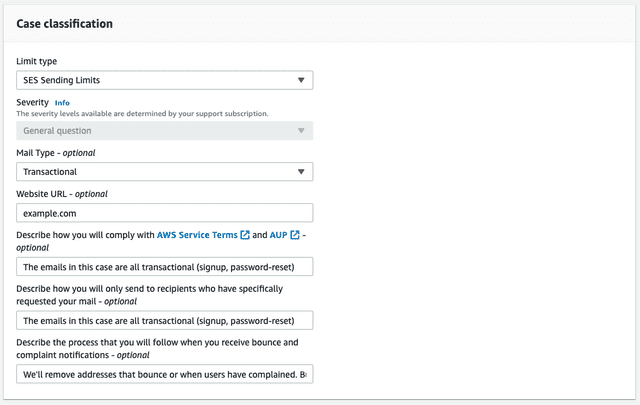 Case classification
Limit type
SES Sending Limits
Severity Info
The severity levels available are determined by your support subscription.
General question
Mail Type - optional
Transactional
Website URL - optional
example.com
Describe how you will comply with AWS Service Terms and AUP -
optional
The emails in this case are all transactional (signup, password-reset)
Describe how you will only send to recipients who have specifically
requested your mail - optional
The emails in this case are all transactional (signup, password-reset)
Describe the process that you will follow when you receive bounce and
complaint notifications - optional
We'll remove addresses that bounce or when users have complained.